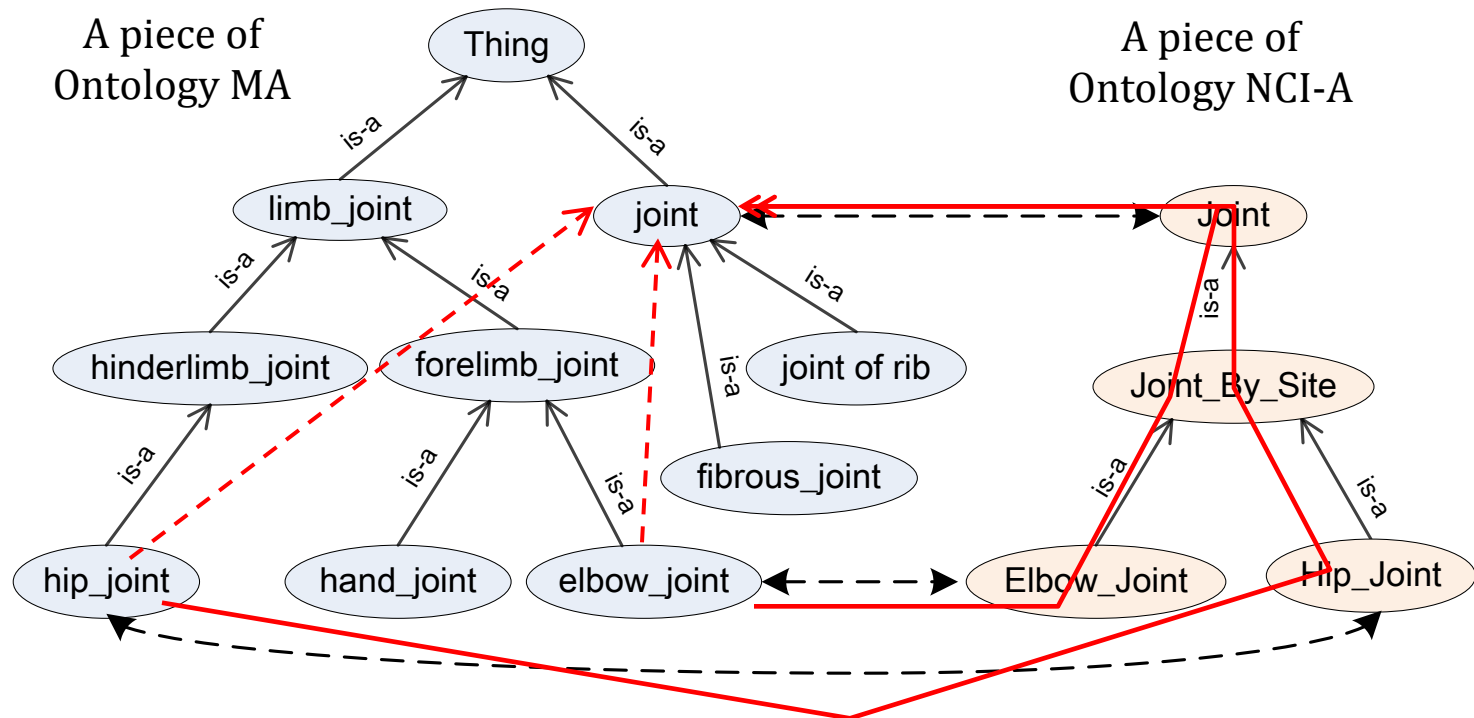 A piece of
Ontology MA
Thing
A piece of
Ontology NCI-A
is-a
is-a
limb_joint
joint
Joint
is-a
is-a
is-a
is-a
hinderlimb_joint
forelimb_joint
joint of rib
is-a
Joint_By_Site
is-a
is-a
is-a
fibrous_joint
is-a
is-a
hip_joint
hand_joint
elbow_joint
Elbow_Joint
Hip_Joint